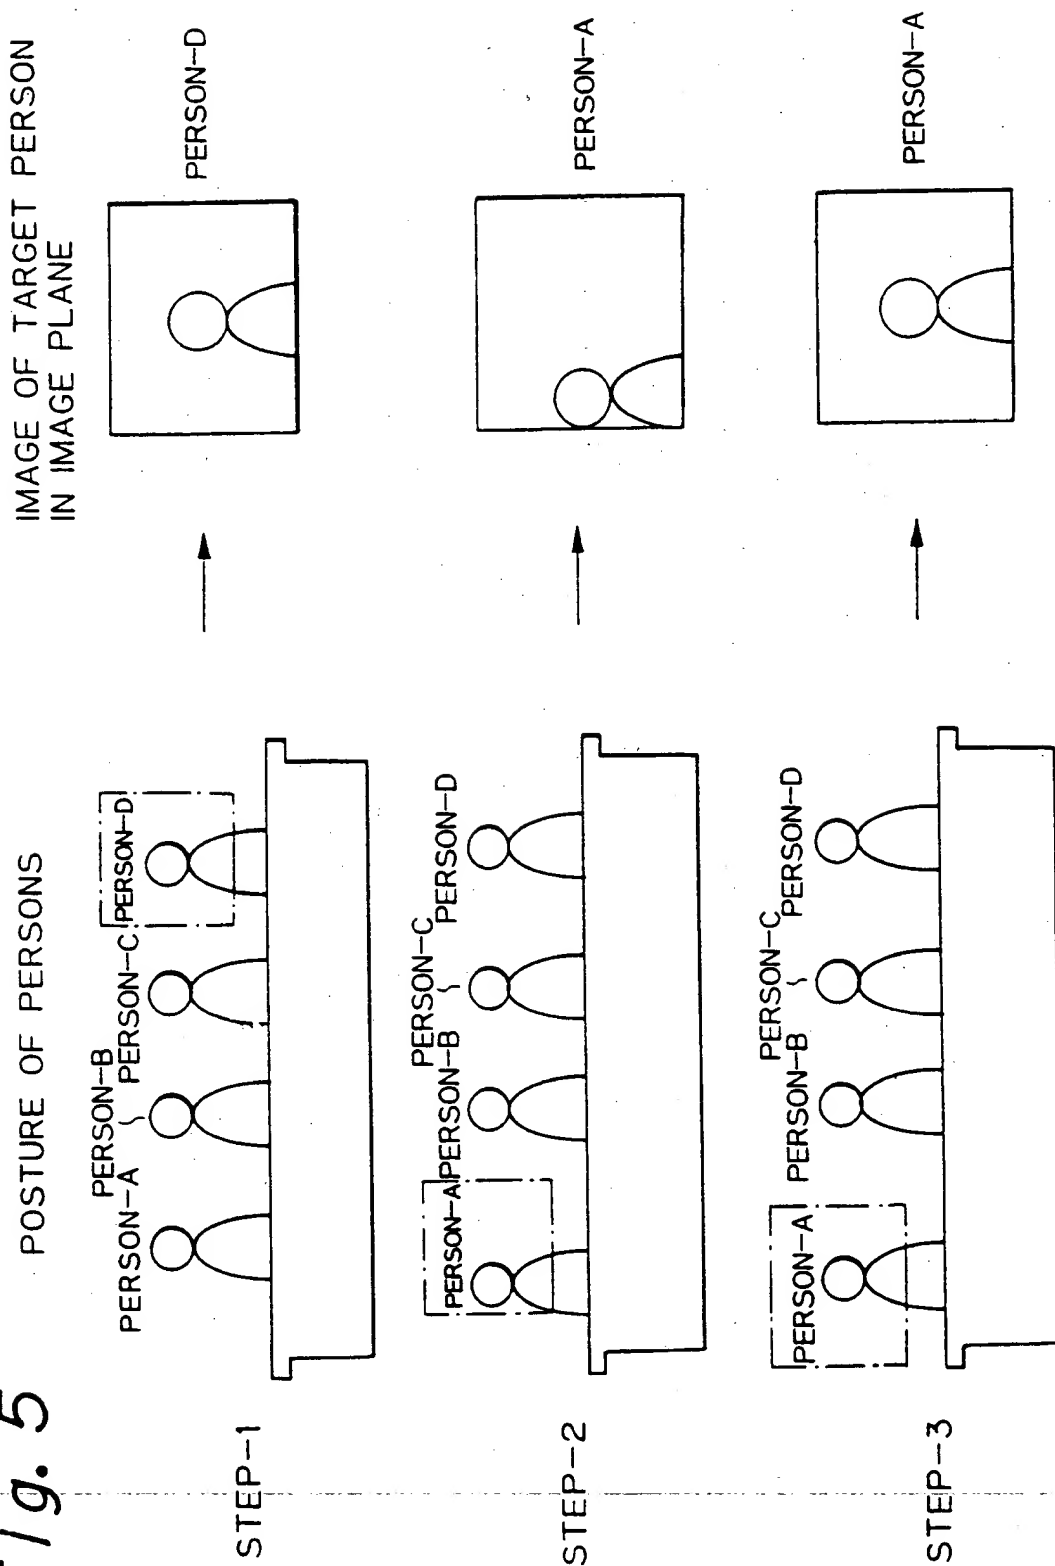 Fig. 5
POSTURE OF PERSONS
IMAGE OF TARGET PERSON
IN IMAGE PLANE
STEP-1
PERSON-A
PERSON-B
PERSON-C
PERSON-D
PERSON-D
STEP-2
PERSON-A
PERSON-B
PERSON-C
PERSON-D
PERSON-A
STEP-3
PERSON-A
PERSON-B
PERSON-C
PERSON-D
PERSON-A